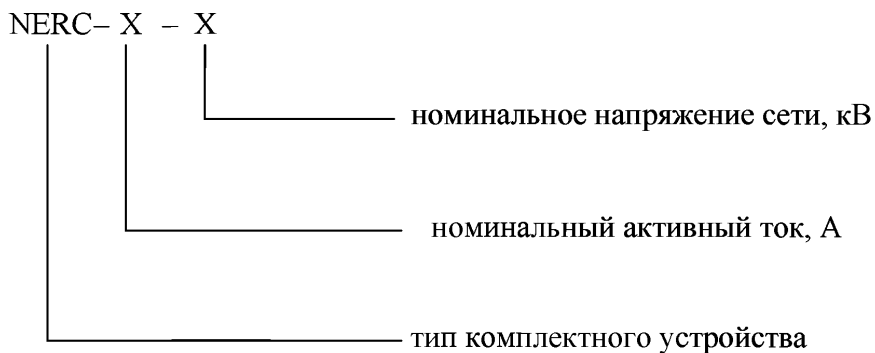 NERC– X – X
номинальное напряжение сети, кВ
номинальный активный ток, А
тип комплектного устройства